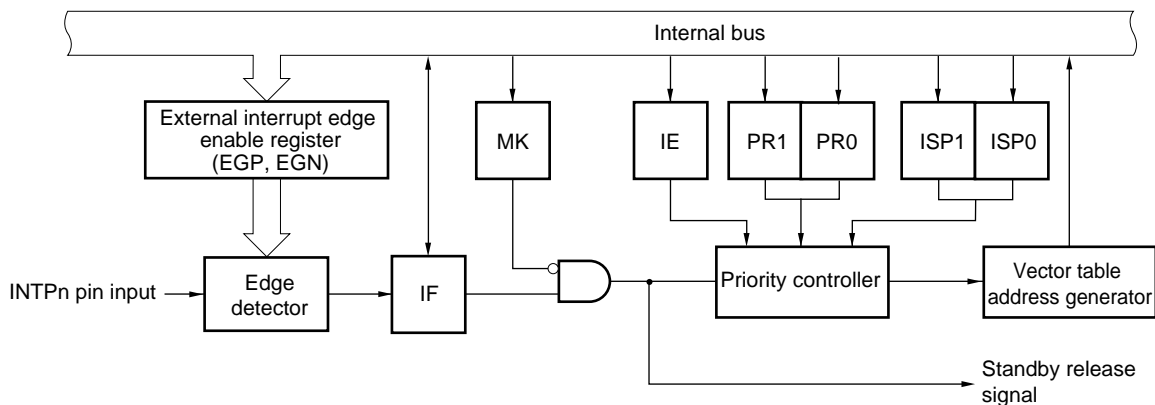 Internal bus
External interrupt edge
enable register
(EGP, EGN)
MK
IE
PR1
PR0
ISP1
ISP0
INTPn pin input
Edge
detector
IF
Priority controller
Vector table
address generator
Standby release
signal